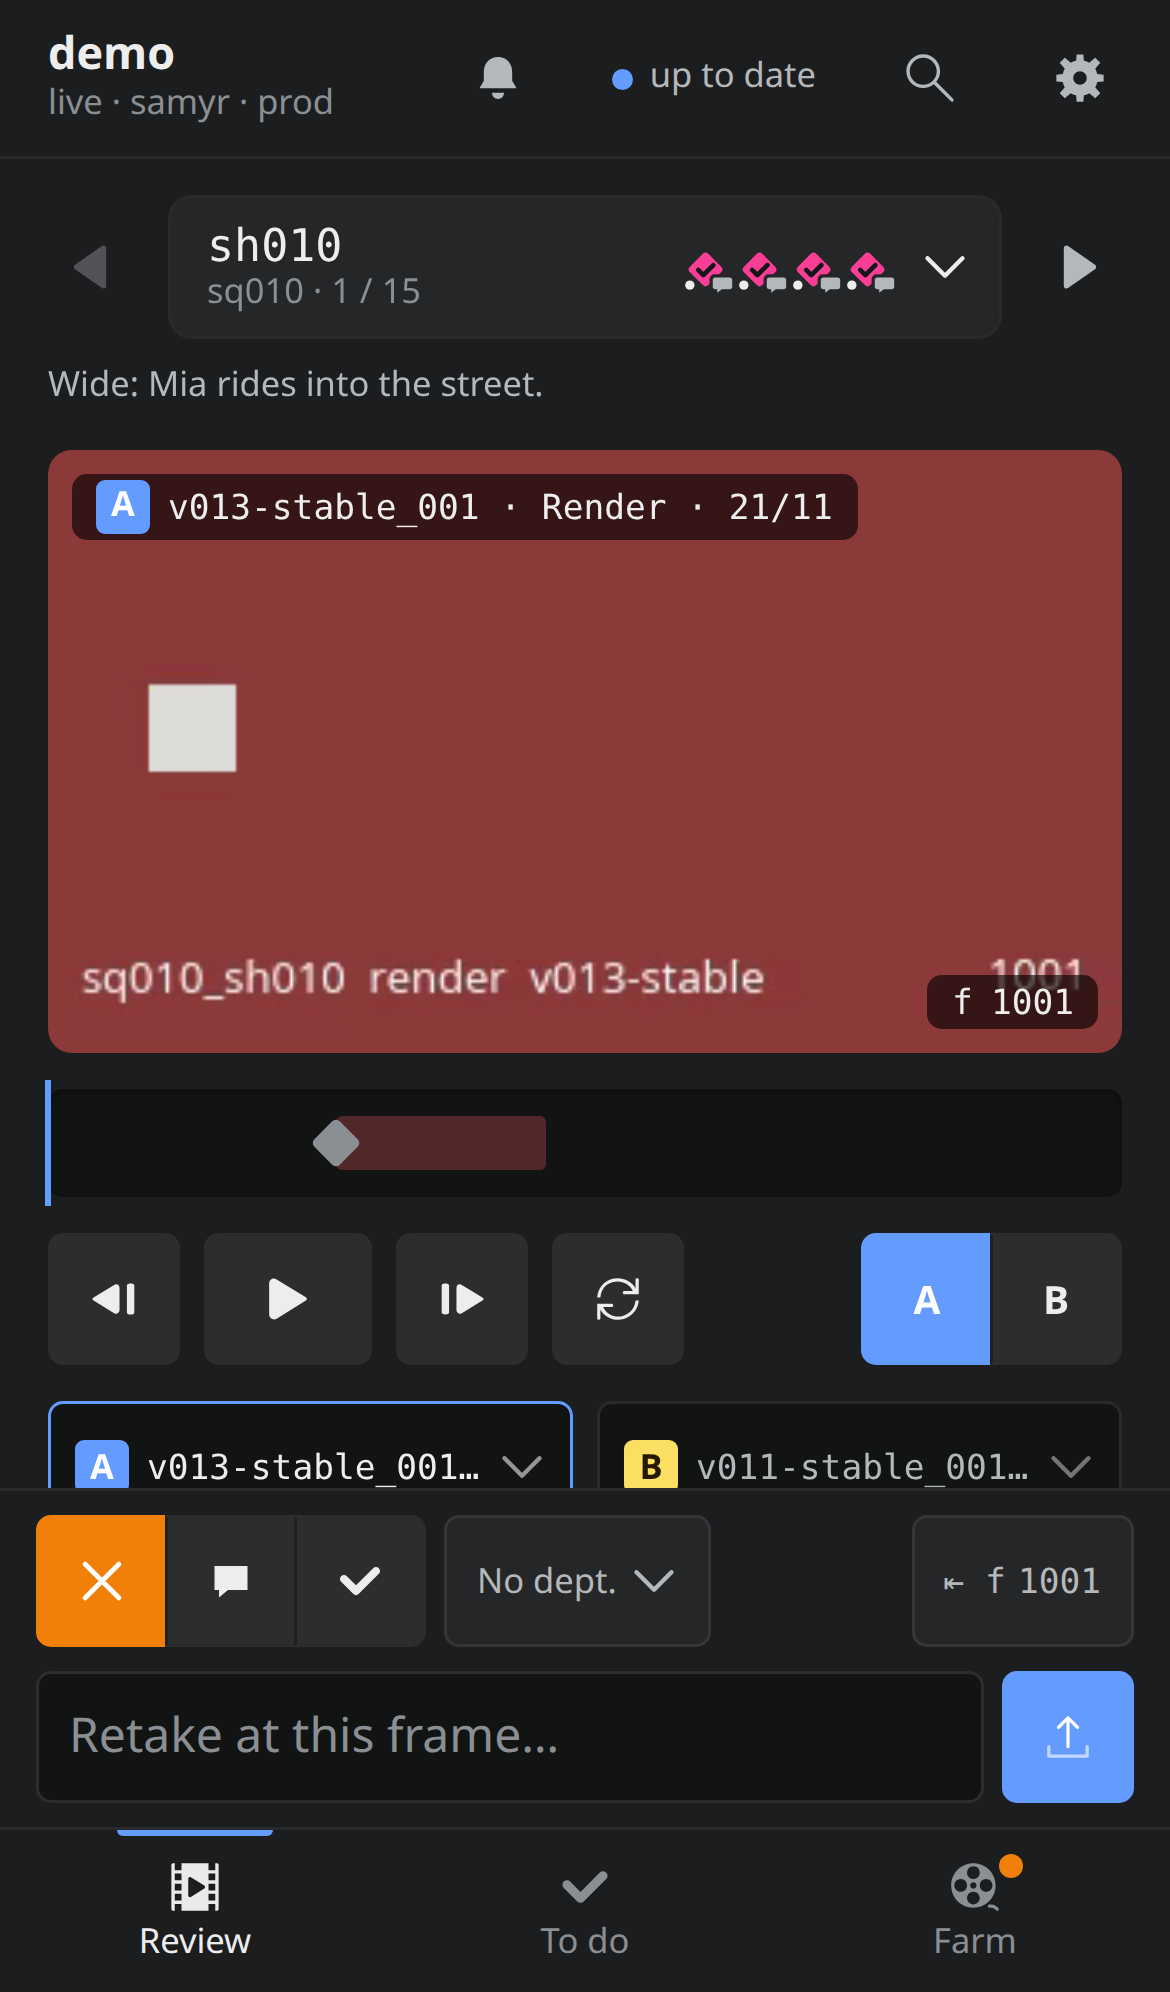 demo
live · samyr · prod
up to date
sh010
sq010 · 1 / 15
Wide: Mia rides into the street.
A v013-stable_001 · Render · 21/11
sq010_sh010 render v013-stable 1001
f 1001
A B
A v013-stable_001…
B v011-stable_001…
No dept.
⇤ f 1001
Retake at this frame…
Review
To do
Farm